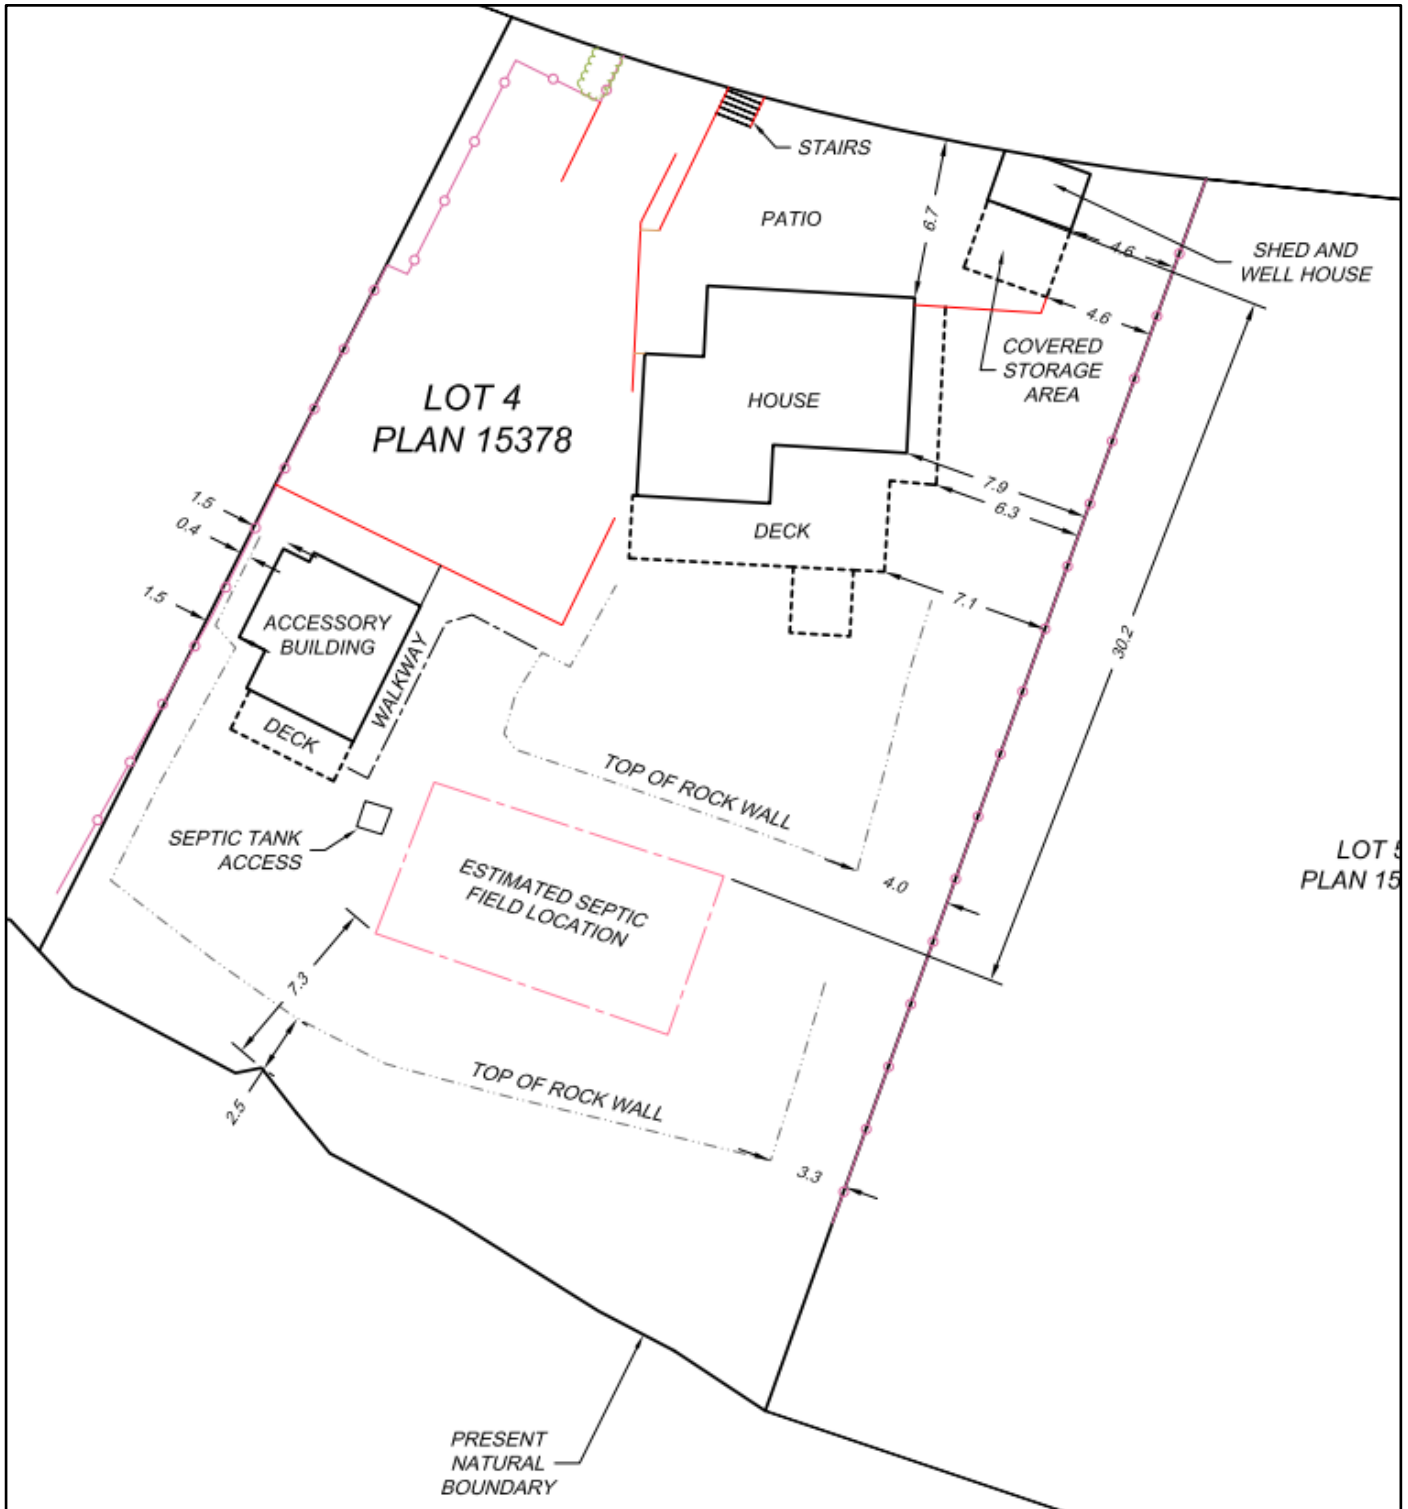 STAIRS
PATIO
6.7
4.6
SHED AND
WELL HOUSE
4.6
COVERED
STORAGE
AREA
LOT 4
PLAN 15378
HOUSE
7.9
6.3
1.5
0.4
DECK
1.5
7.1
ACCESSORY
BUILDING
WALKWAY
30.2
DECK
TOP OF ROCK WALL
SEPTIC TANK
ACCESS
LOT
PLAN 15
4.0
ESTIMATED SEPTIC
FIELD LOCATION
7.3
TOP OF ROCK WALL
2.5
3.3
PRESENT
NATURAL
BOUNDARY